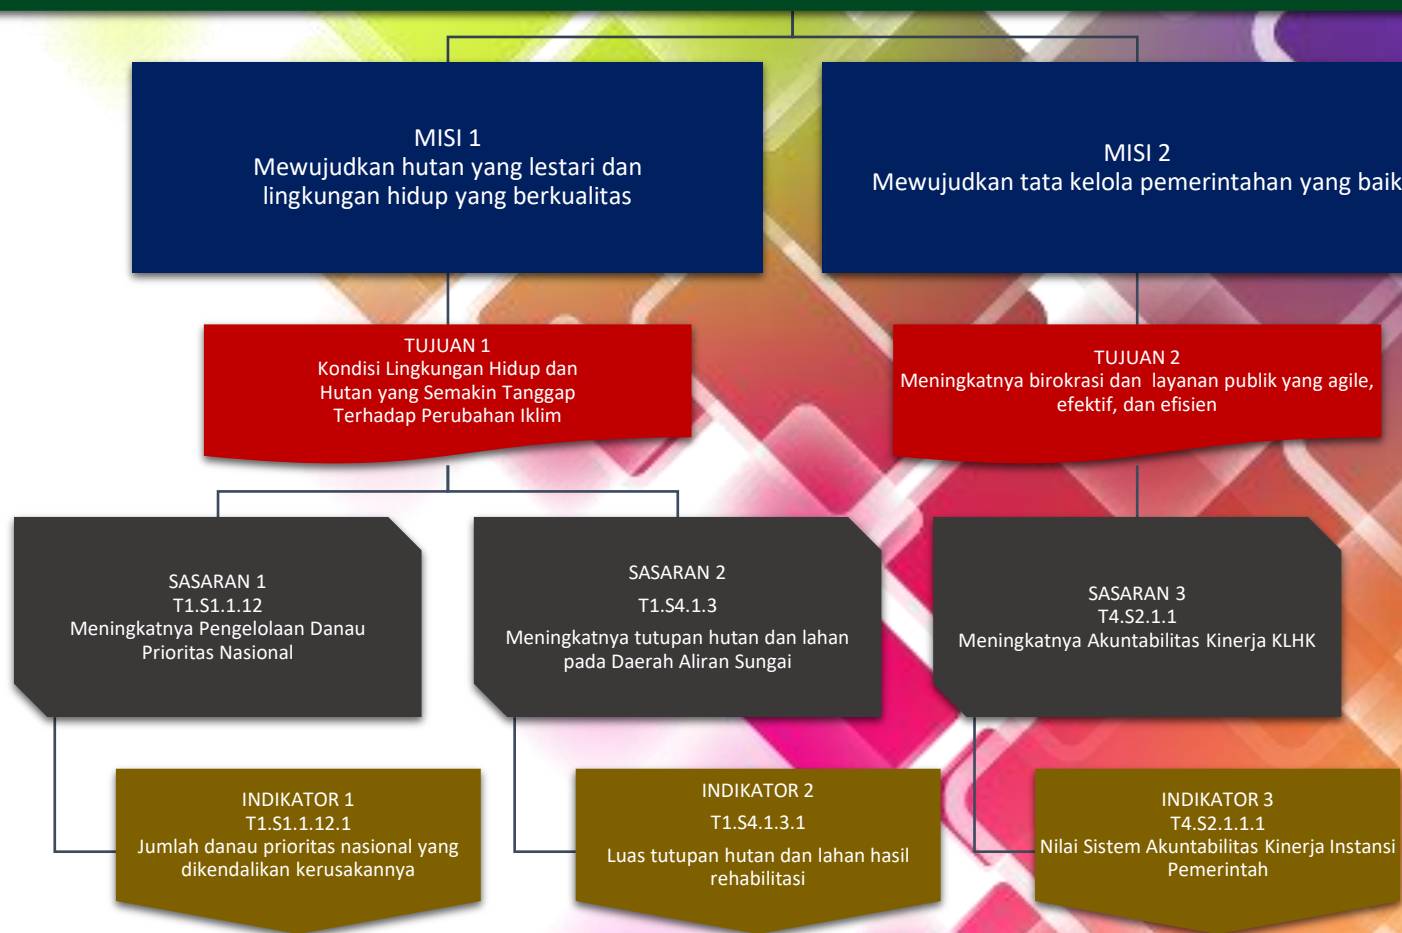 MISI 1
Mewujudkan hutan yang lestari dan
lingkungan hidup yang berkualitas
MISI 2
Mewujudkan tata kelola pemerintahan yang baik
TUJUAN 1
Kondisi Lingkungan Hidup dan
Hutan yang Semakin Tanggap
Terhadap Perubahan Iklim
TUJUAN 2
Meningkatnya birokrasi dan layanan publik yang agile,
efektif, dan efisien
SASARAN 1
T1.S1.1.12
Meningkatnya Pengelolaan Danau
Prioritas Nasional
SASARAN 2
T1.S4.1.3
Meningkatnya tutupan hutan dan lahan
pada Daerah Aliran Sungai
SASARAN 3
T4.S2.1.1
Meningkatnya Akuntabilitas Kinerja KLHK
INDIKATOR 1
T1.S1.1.12.1
Jumlah danau prioritas nasional yang
dikendalikan kerusakannya
INDIKATOR 2
T1.S4.1.3.1
Luas tutupan hutan dan lahan hasil
rehabilitasi
INDIKATOR 3
T4.S2.1.1.1
Nilai Sistem Akuntabilitas Kinerja Instansi
Pemerintah